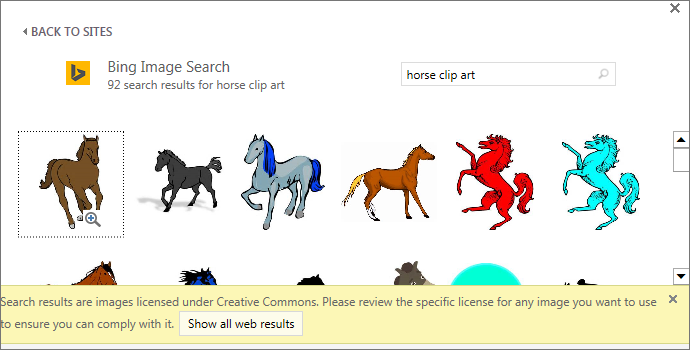 BACK TO SITES
Bing Image Search
92 search results for horse clip art
horse clip art
Search results are images licensed under Creative Commons. Please review the specific license for any image you want to use
to ensure you can comply with it. Show all web results